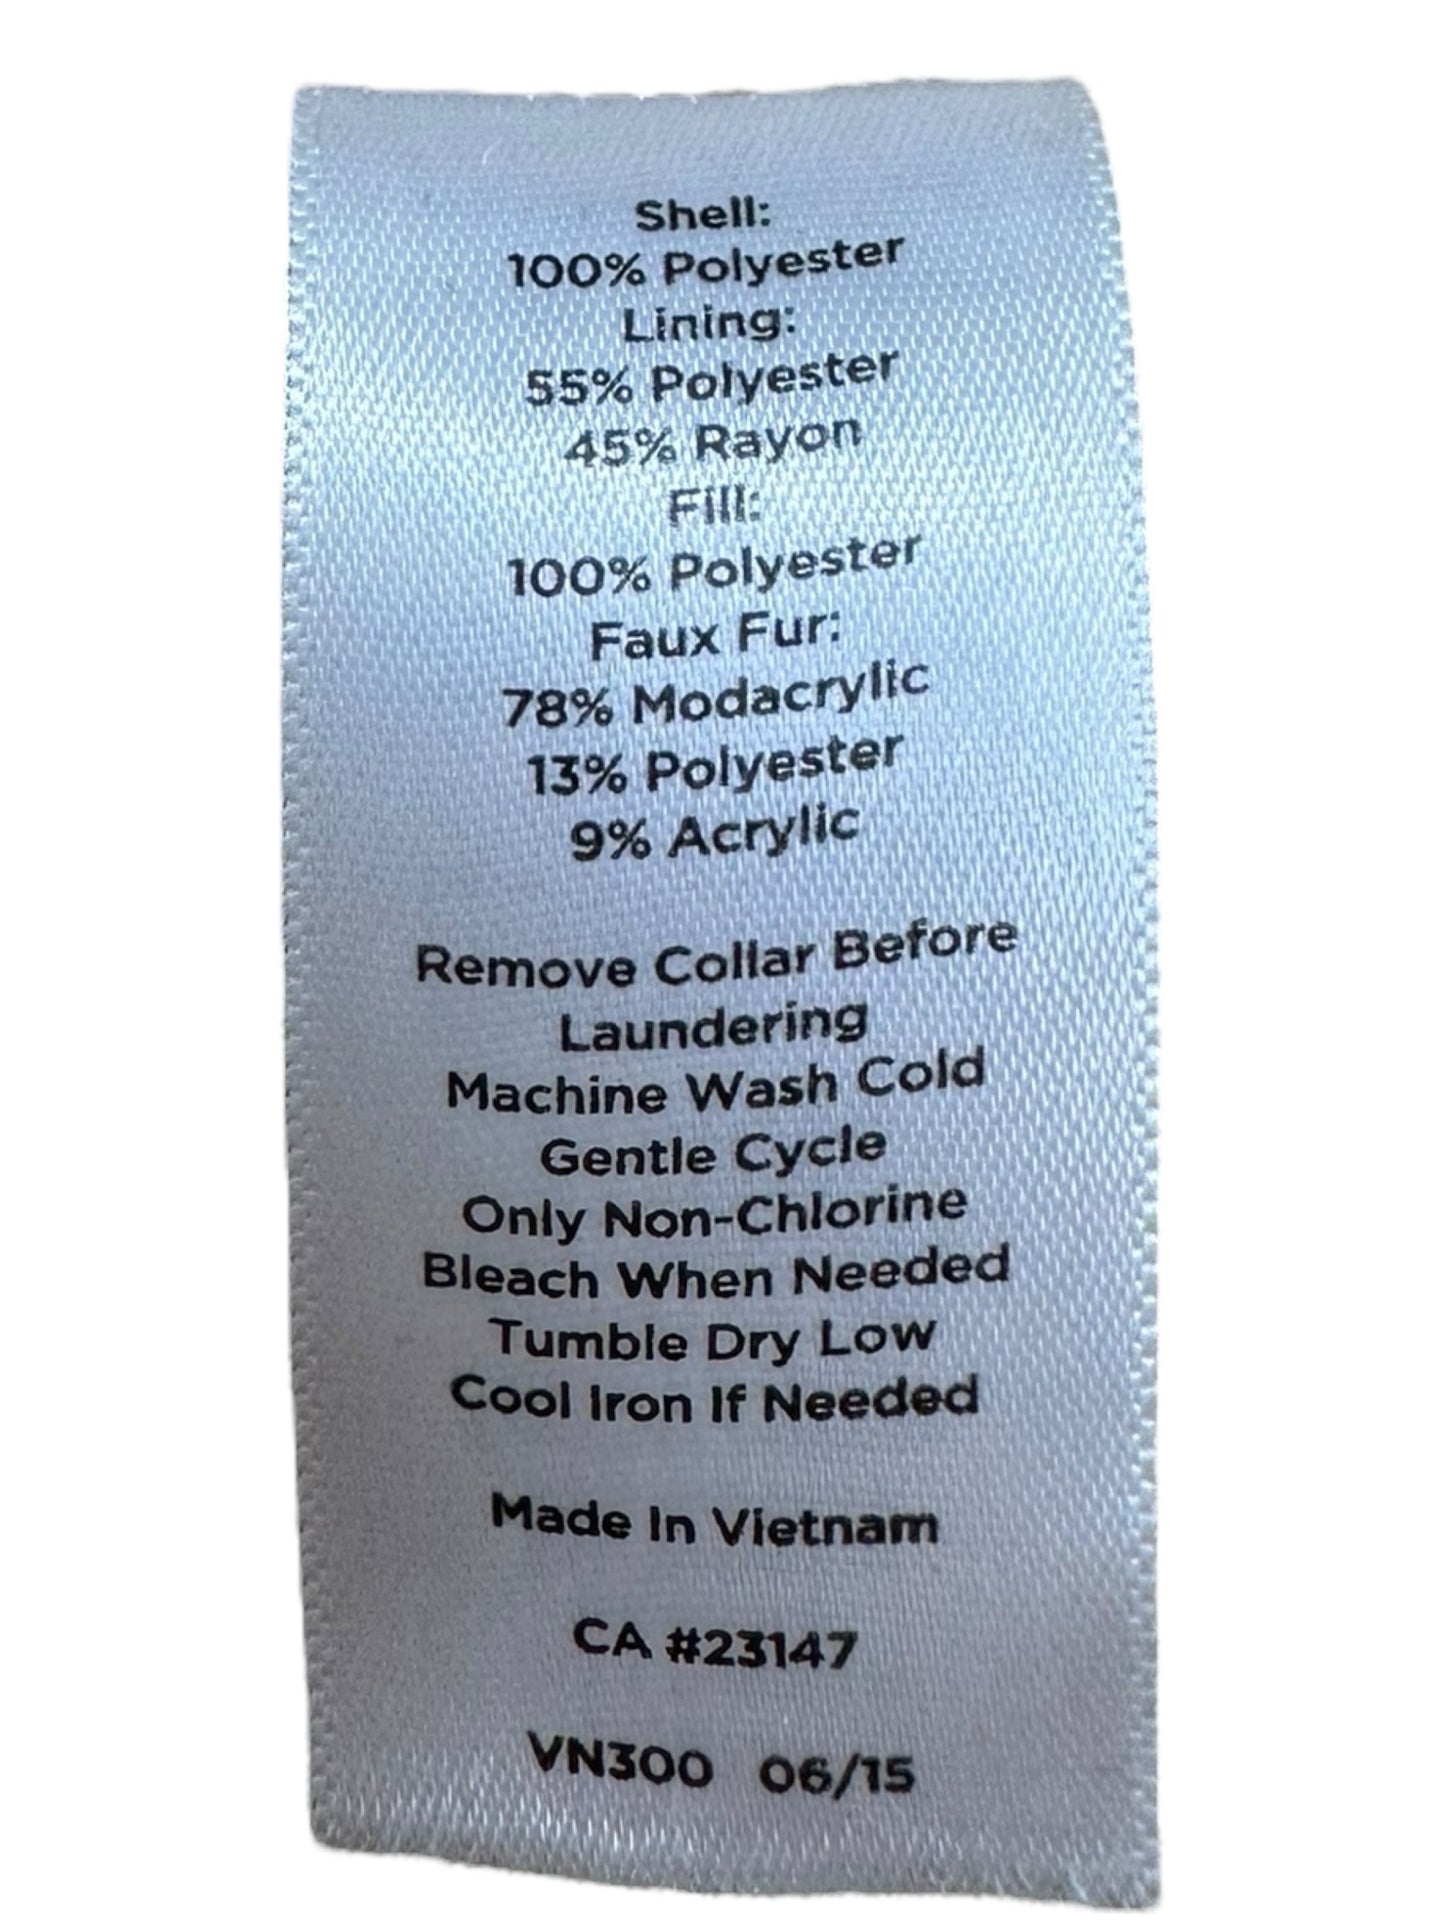 Shell:
100% Polyester
Lining:
55% Polyester
45% Rayon
Fill:
100% Polyester
Faux Fur:
78% Modacrylic
13% Polyester
9% Acrylic
Remove Collar Before
Laundering
Machine Wash Cold
Gentle Cycle
Only Non-Chlorine
Bleach When Needed
Tumble Dry Low
Cool Iron If Needed
Made In Vietnam
CA #23147
VN300 06/15